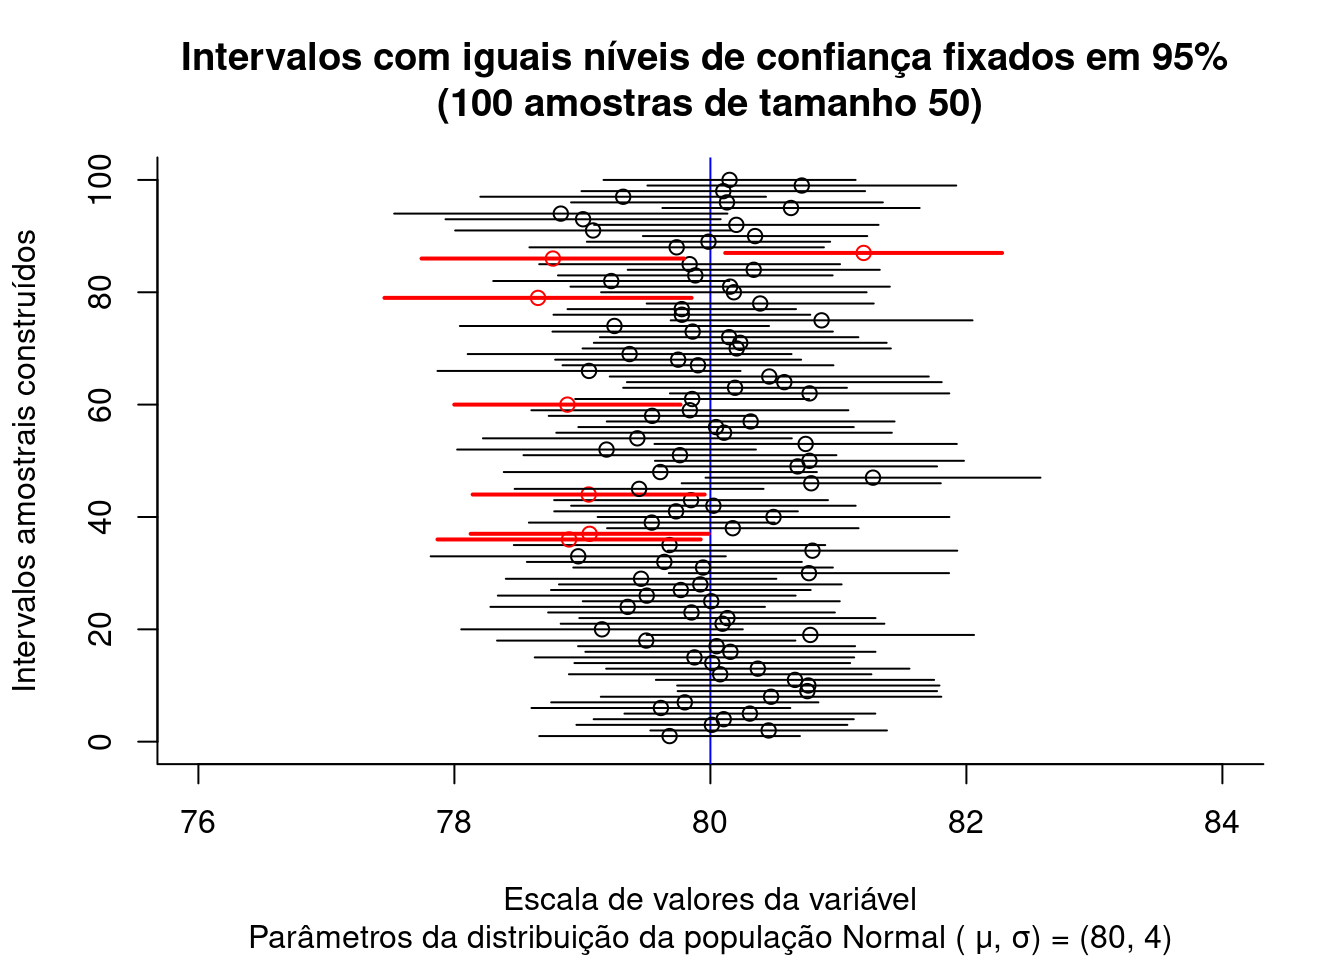 Intervalos com iguais níveis de confiança fixados em 95%
(100 amostras de tamanho 50)
Intervalos amostrais construídos
100
80
60
40
20
0
76 78 80 82 84
Escala de valores da variável
Parâmetros da distribuição da população Normal ( μ, σ) = (80, 4)